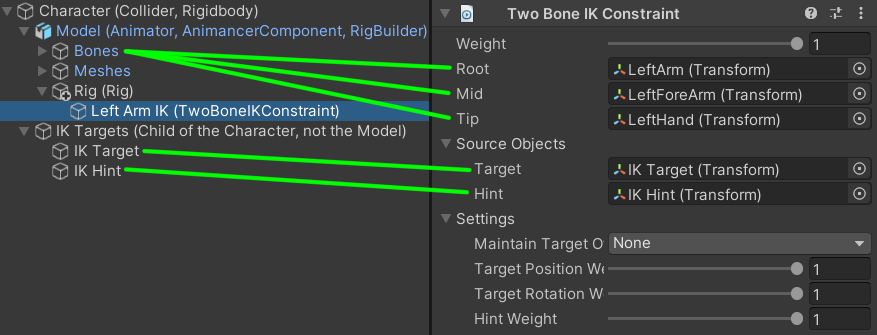 Character (Collider, Rigidbody)
Model (Animator, AnimancerComponent, RigBuilder)
Bones
Meshes
Rig (Rig)
Left Arm IK (TwoBoneIKConstraint)
IK Targets (Child of the Character, not the Model)
IK Target
IK Hint
Two Bone IK Constraint
Weight 1
Root LeftArm (Transform)
Mid LeftForeArm (Transform)
Tip LeftHand (Transform)
Source Objects
Target IK Target (Transform)
Hint IK Hint (Transform)
Settings
Maintain Target O None
Target Position We 1
Target Rotation W 1
Hint Weight 1